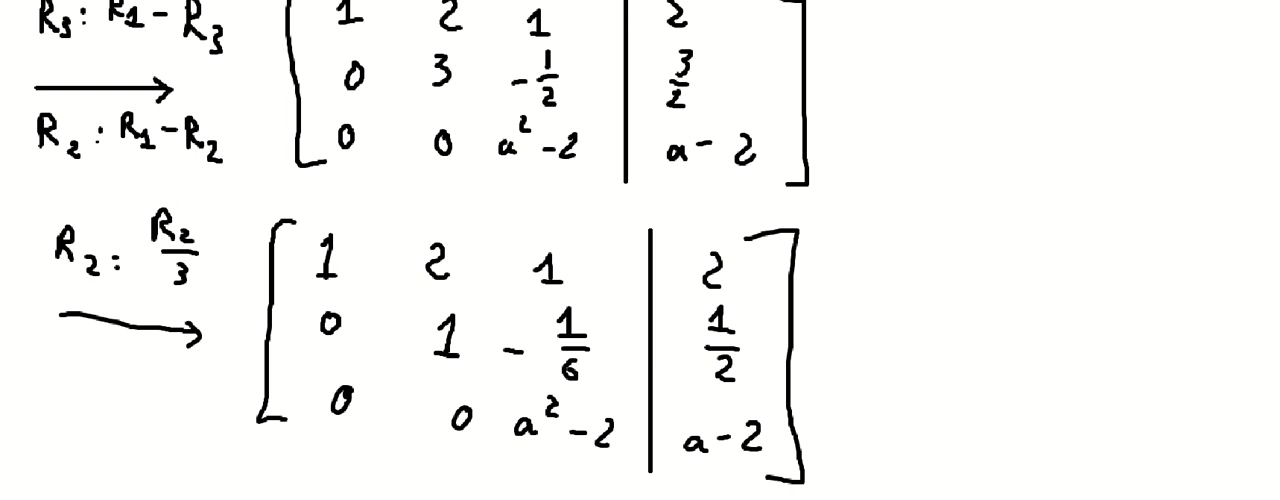 R₃: R₁ - R₃ [ 1 2 1 | 2 ]
[ 0 3 -1/2 | 3/2 ]
R₂: R₁ - R₂ [ 0 0 a² - 2 | a - 2 ]
R₂: R₂/3 [ 1 2 1 | 2 ]
[ 0 1 - 1/6 | 1/2 ]
[ 0 0 a² - 2 | a - 2 ]